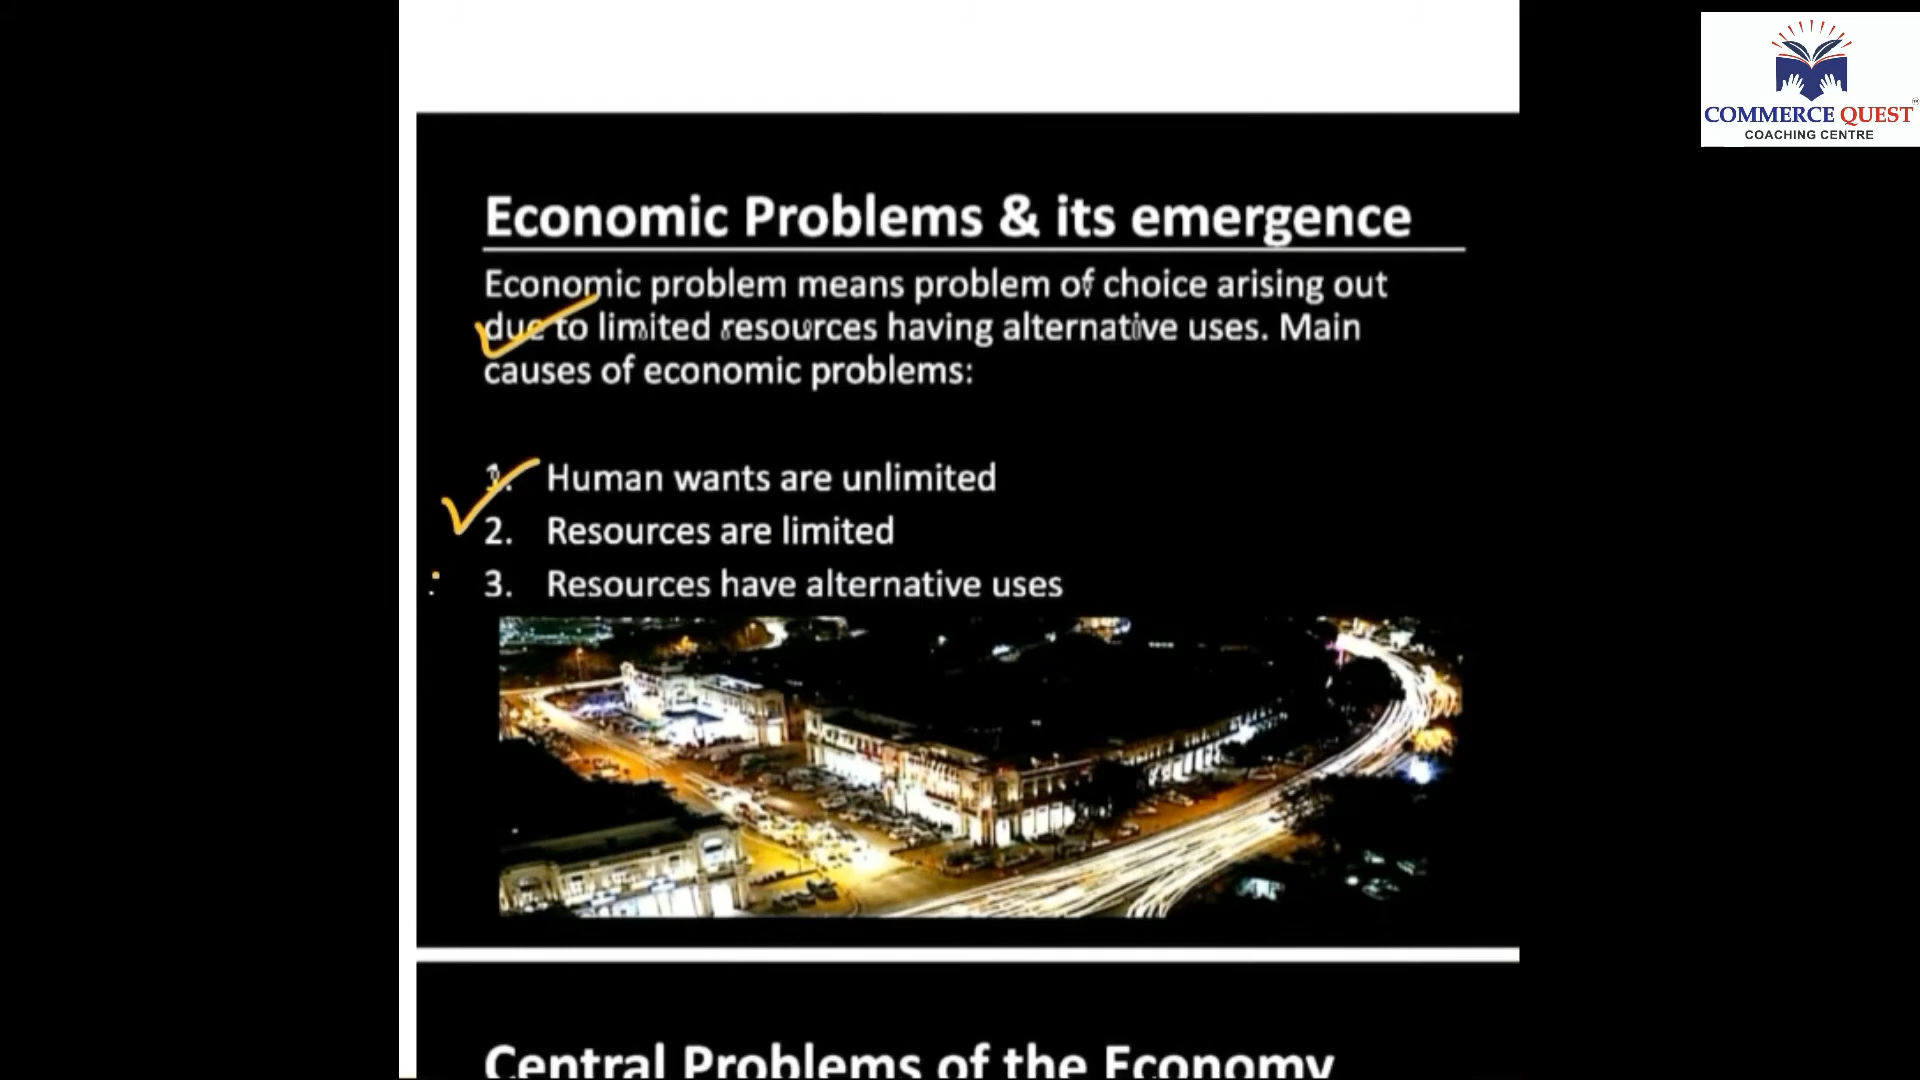 COMMERCE QUEST
COACHING CENTRE
Economic Problems & its emergence
Economic problem means problem of choice arising out
due to limited resources having alternative uses. Main
causes of economic problems:
1. Human wants are unlimited
2. Resources are limited
3. Resources have alternative uses
Central Problems of the Economy